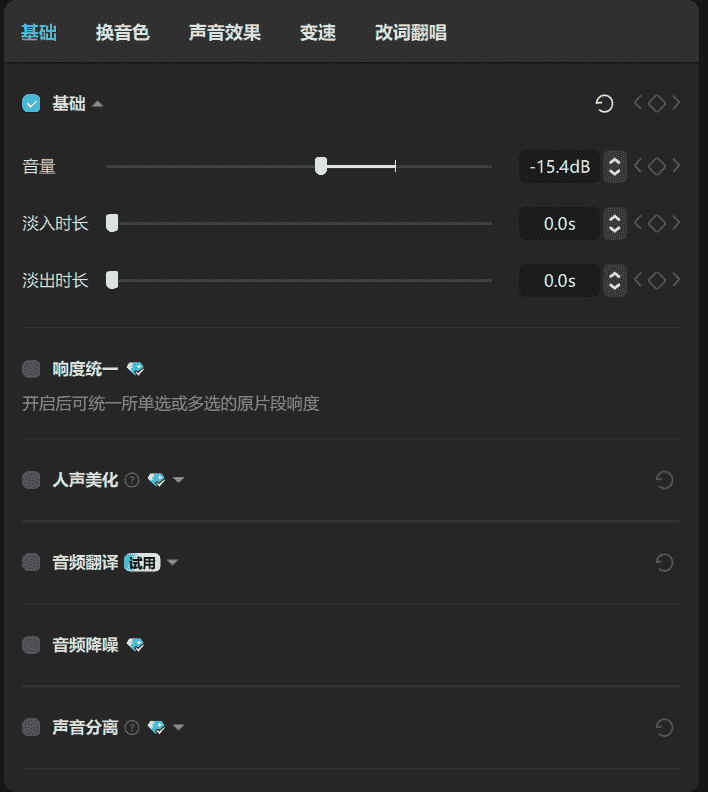 基础 换音色 声音效果 变速 改词翻唱
基础
音量 -15.4dB
淡入时长 0.0s
淡出时长 0.0s
响度统一
开启后可统一所单选或多选的原片段响度
人声美化 ?
音频翻译 试用
音频降噪
声音分离 ?